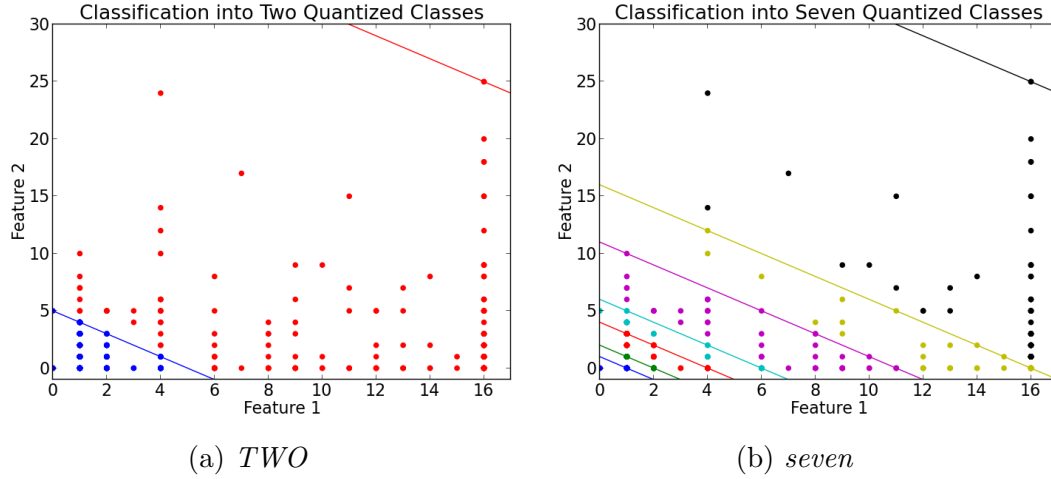 Classification into Two Quantized Classes
30
25
20
15
10
5
0
0 2 4 6 8 10 12 14 16
Feature 2
Feature 1
(a) TWO
Classification into Seven Quantized Classes
30
25
20
15
10
5
0
0 2 4 6 8 10 12 14 16
Feature 2
Feature 1
(b) seven